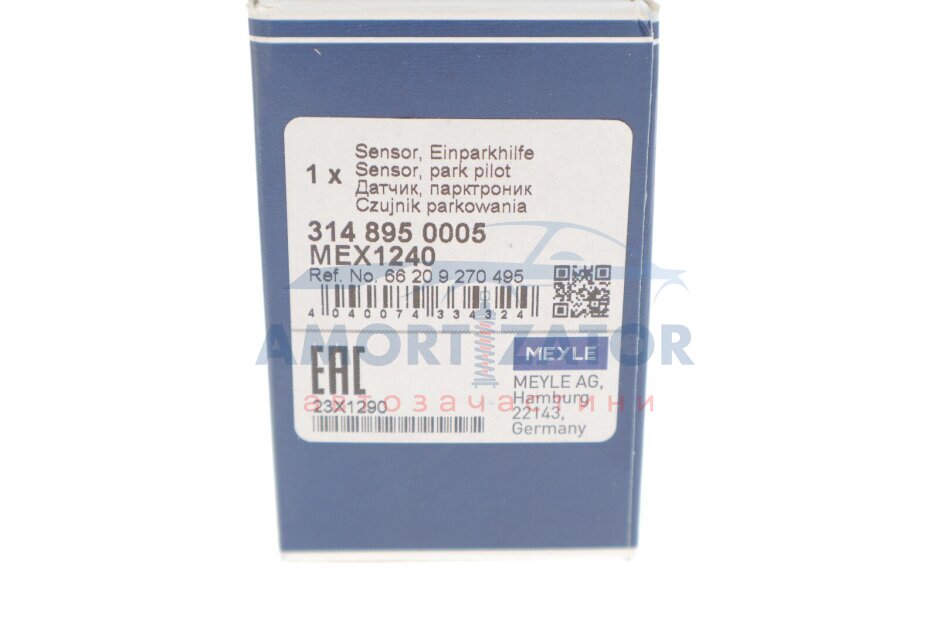 1 x
Sensor, Einparkhilfe
Sensor, park pilot
Датчик, парктроник
Czujnik parkowania
314 895 0005
MEX1240
Ref. No. 66 20 9 270 495
4 040074 334324
AMORTIZATOR
EAC
MEYLE
MEYLE AG,
Hamburg
22143,
Germany
23X1290
автозапчастини